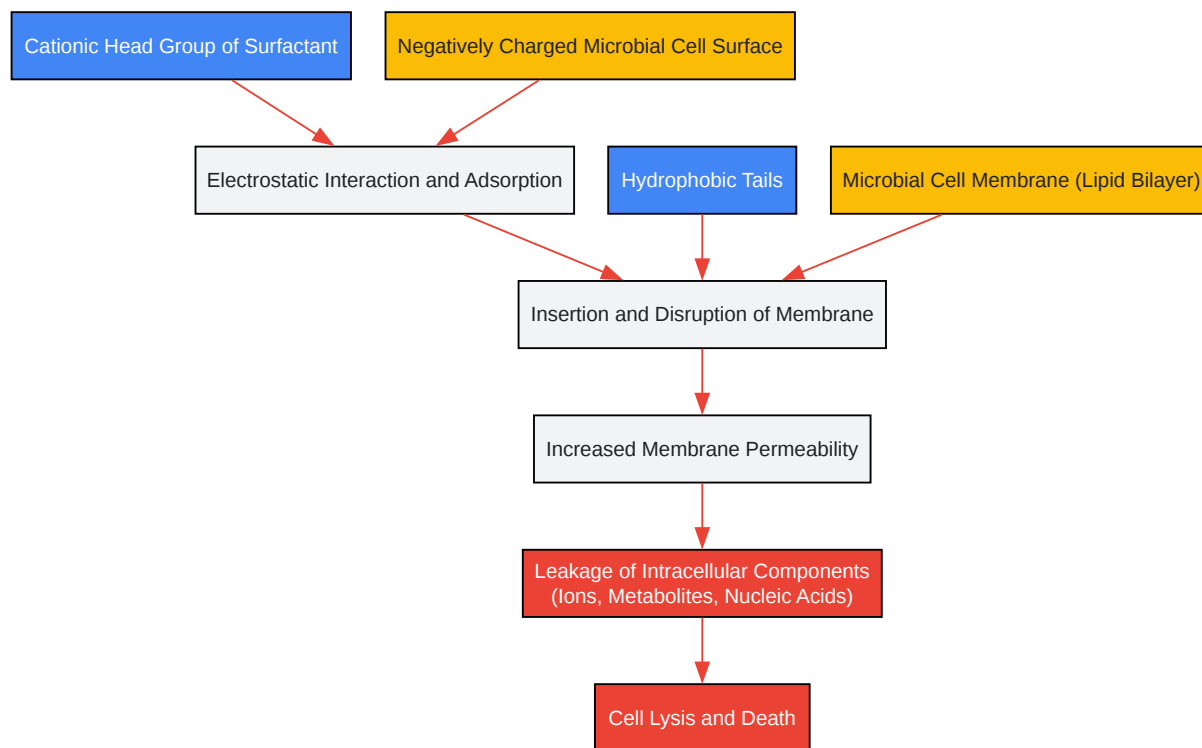 Cationic Head Group of Surfactant
Negatively Charged Microbial Cell Surface
Electrostatic Interaction and Adsorption
Hydrophobic Tails
Microbial Cell Membrane (Lipid Bilayer)
Insertion and Disruption of Membrane
Increased Membrane Permeability
Leakage of Intracellular Components
(Ions, Metabolites, Nucleic Acids)
Cell Lysis and Death